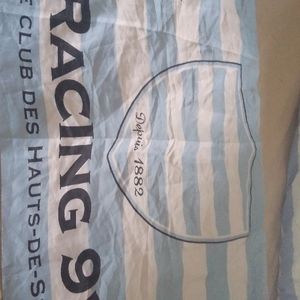 Depuis 1882
RACING 9
E CLUB DES HAUTS-DE-S